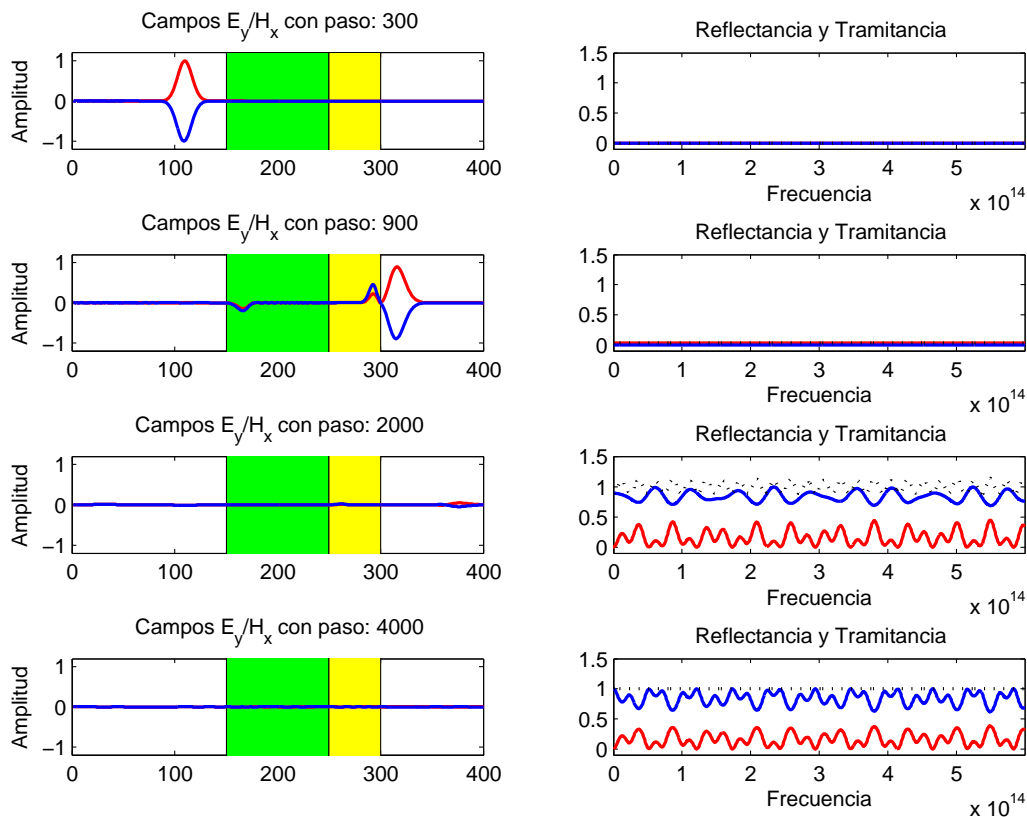 Campos E_y/H_x con paso: 300
Amplitud
1
0
−1
0 100 200 300 400
Reflectancia y Tramitancia
1.5
1
0.5
0
0 1 2 3 4 5
Frecuencia
x 10^14
Campos E_y/H_x con paso: 900
Amplitud
1
0
−1
0 100 200 300 400
Reflectancia y Tramitancia
1.5
1
0.5
0
0 1 2 3 4 5
Frecuencia
x 10^14
Campos E_y/H_x con paso: 2000
Amplitud
1
0
−1
0 100 200 300 400
Reflectancia y Tramitancia
1.5
1
0.5
0
0 1 2 3 4 5
Frecuencia
x 10^14
Campos E_y/H_x con paso: 4000
Amplitud
1
0
−1
0 100 200 300 400
Reflectancia y Tramitancia
1.5
1
0.5
0
0 1 2 3 4 5
Frecuencia
x 10^14